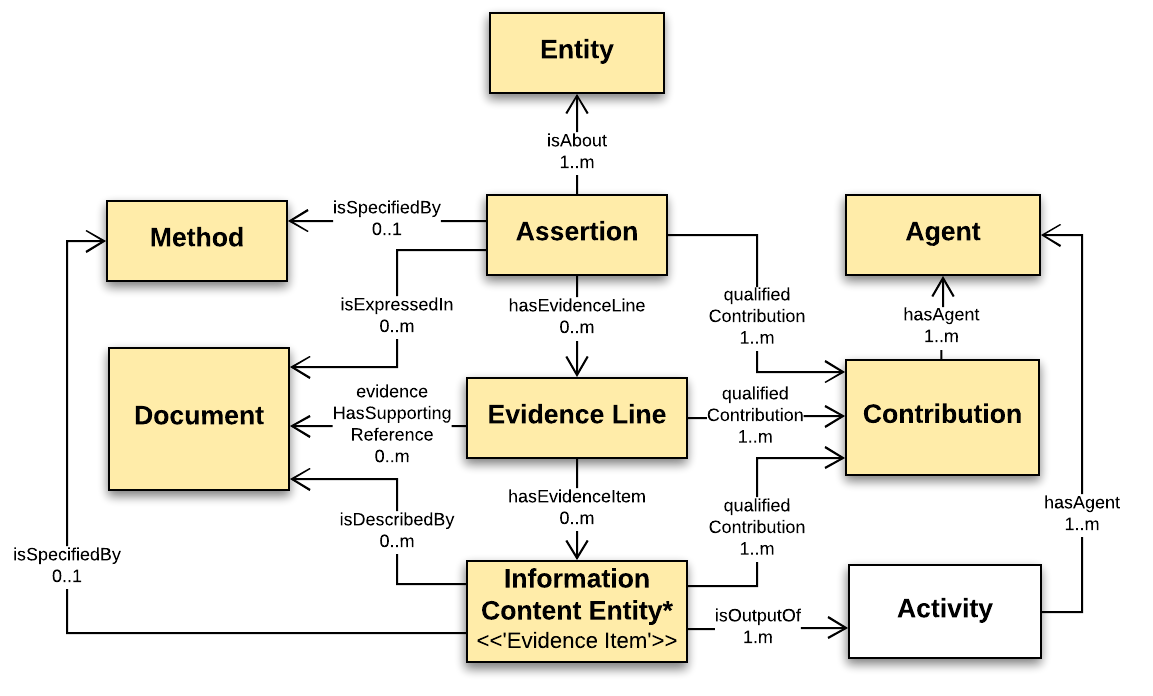 Entity
isAbout
1..m
Method
isSpecifiedBy
0..1
Assertion
Agent
isExpressedIn
0..m
hasEvidenceLine
0..m
qualified
Contribution
1..m
hasAgent
1..m
Document
evidence
HasSupporting
Reference
0..m
Evidence Line
qualified
Contribution
1..m
Contribution
isDescribedBy
0..m
hasEvidenceItem
0..m
qualified
Contribution
1..m
hasAgent
1..m
isSpecifiedBy
0..1
Information
Content Entity*
<<'Evidence Item'>>
isOutputOf
1.m
Activity